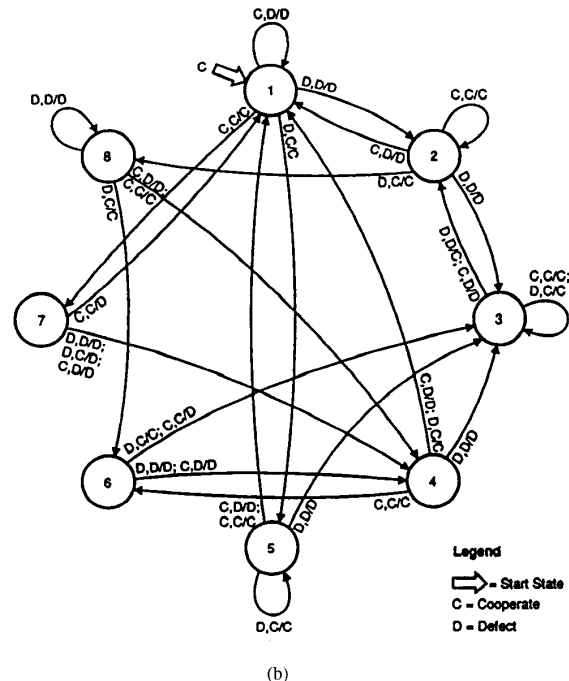 C,D/D
C
1
D,D/D
C,C/C
D,C/C
C,C/C
C,D/D
2
D,C/C
D,D/D
D,D/D
8
C,D/D;
C,C/C
D,C/C
D,D/C; C,D/D
C,C/C;
D,C/C
3
7
C,C/D
D,D/D;
D,C/D;
C,D/D
C,D/D; D,C/C
D,D/D
4
C,C/C
D,C/C; C,C/D
6
D,D/D; C,D/D
C,D/D;
C,C/C
D,D/D
5
D,C/C
Legend
= Start State
C = Cooperate
D = Defect
(b)